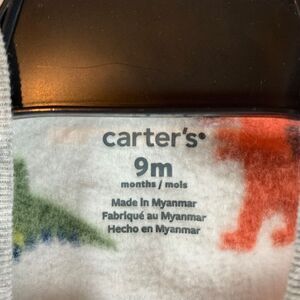 carter's
9m
months / mois
Made in Myanmar
Fabriqué au Myanmar
Hecho en Myanmar